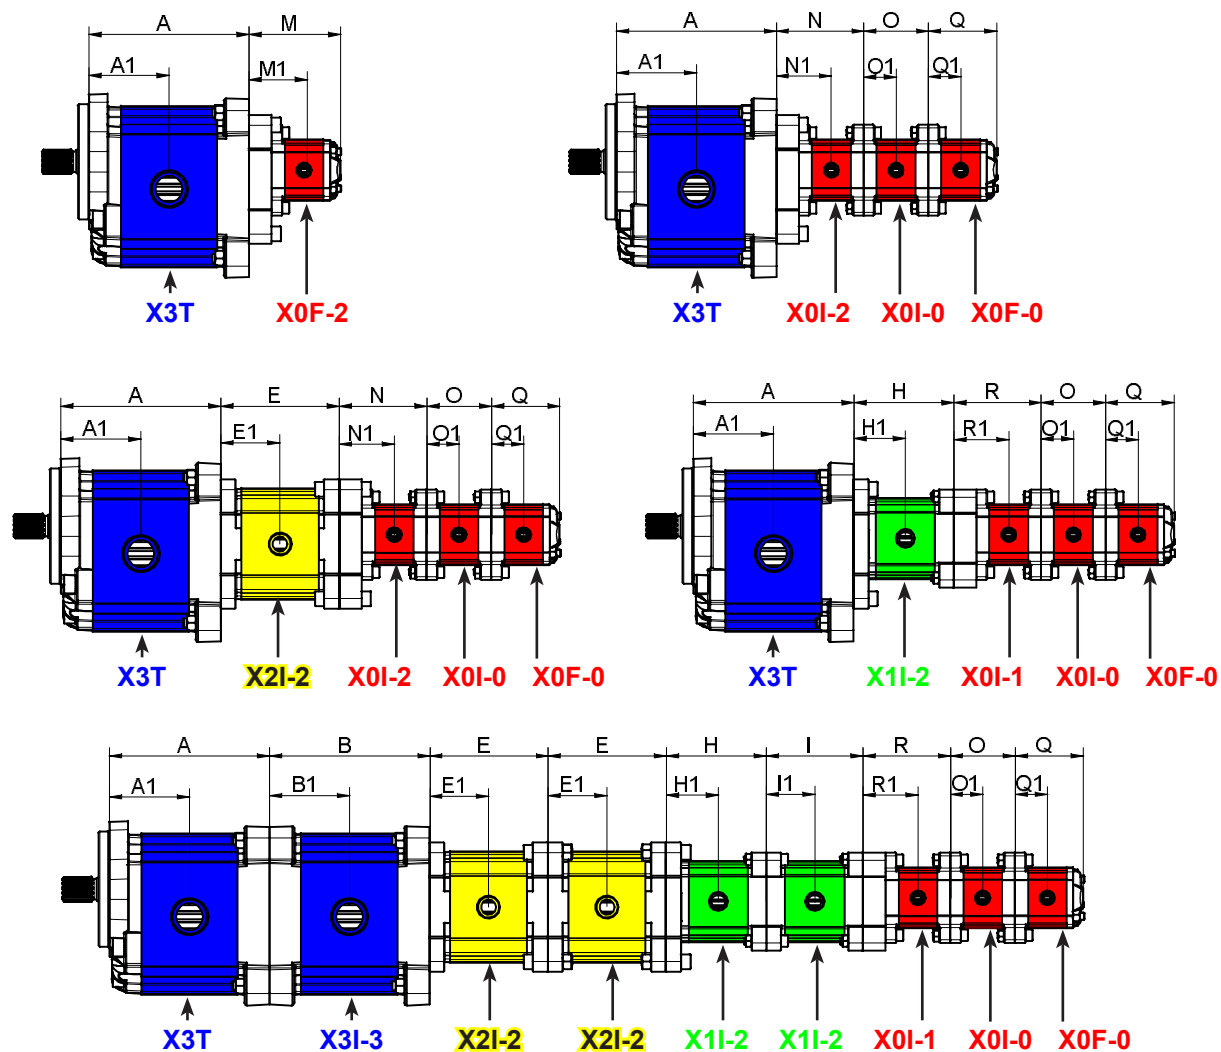 A M
A1
M1
X3T X0F-2
A N O Q
A1 N1 O1 Q1
X3T X0I-2 X0I-0 X0F-0
A E N O Q
A1 E1 N1 O1 Q1
X3T X2I-2 X0I-2 X0I-0 X0F-0
A H R O Q
A1 H1 R1 O1 Q1
X3T X1I-2 X0I-1 X0I-0 X0F-0
A B E E H I R O Q
A1 B1 E1 E1 H1 I1 R1 O1 Q1
X3T X3I-3 X2I-2 X2I-2 X1I-2 X1I-2 X0I-1 X0I-0 X0F-0